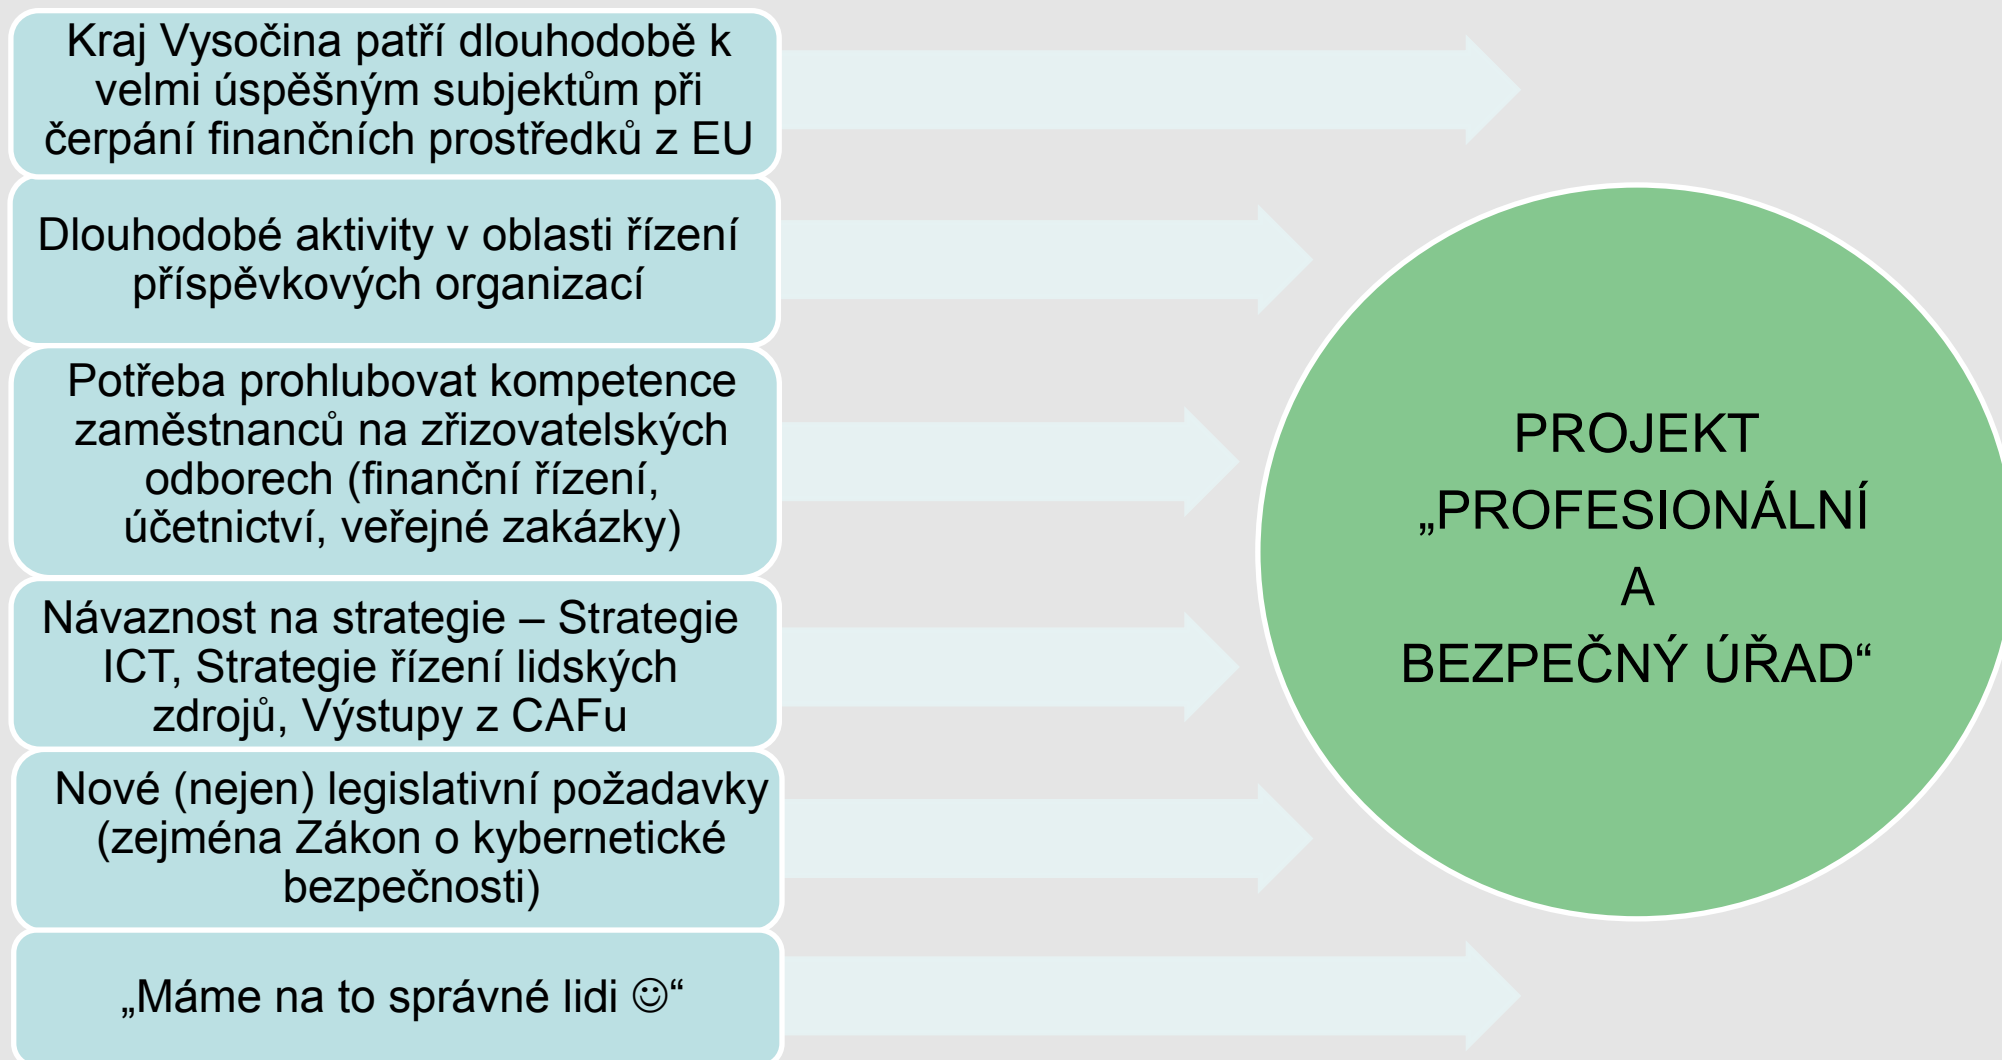 Kraj Vysočina patří dlouhodobě k
velmi úspěšným subjektům při
čerpání finančních prostředků z EU
Dlouhodobé aktivity v oblasti řízení
příspěvkových organizací
Potřeba prohlubovat kompetence
zaměstnanců na zřizovatelských
odborech (finanční řízení,
účetnictví, veřejné zakázky)
Návaznost na strategie – Strategie
ICT, Strategie řízení lidských
zdrojů, Výstupy z CAFu
Nové (nejen) legislativní požadavky
(zejména Zákon o kybernetické
bezpečnosti)
„Máme na to správné lidi ☺“
PROJEKT
„PROFESIONÁLNÍ
A
BEZPEČNÝ ÚŘAD“